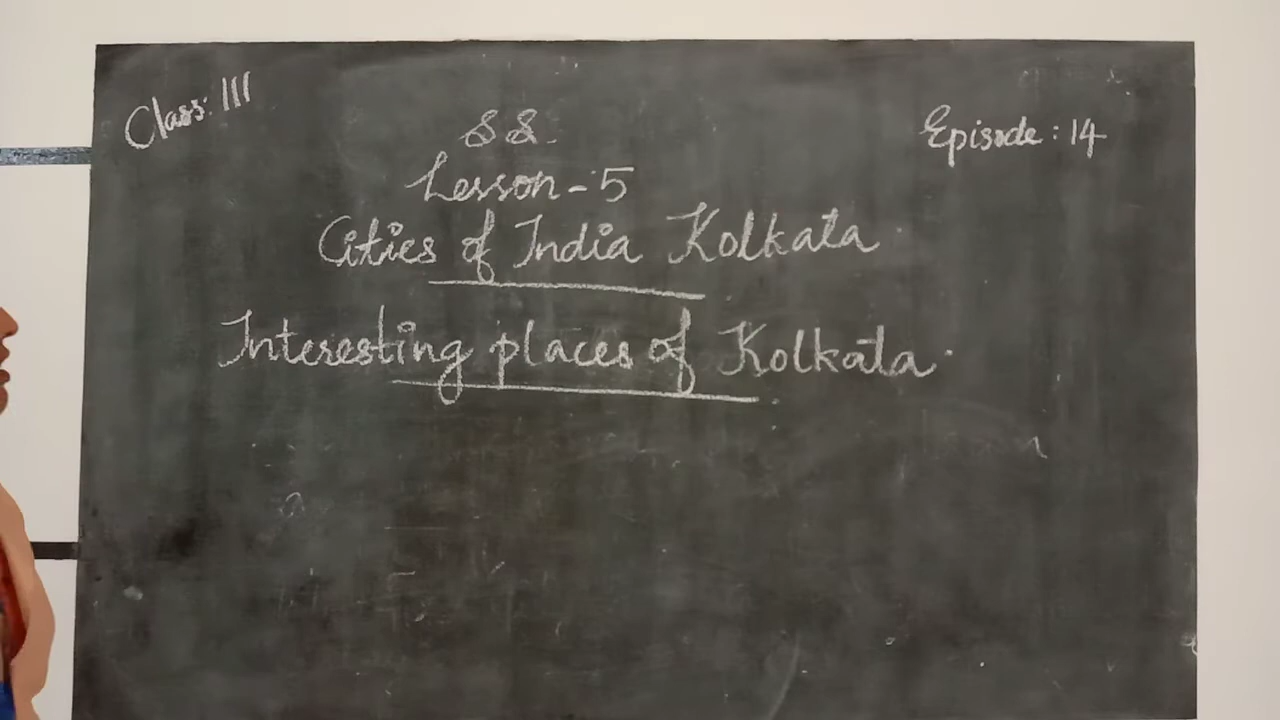 Class: III
S S.
Episode : 14
Lesson - 5
Cities of India Kolkata
Interesting places of Kolkata.